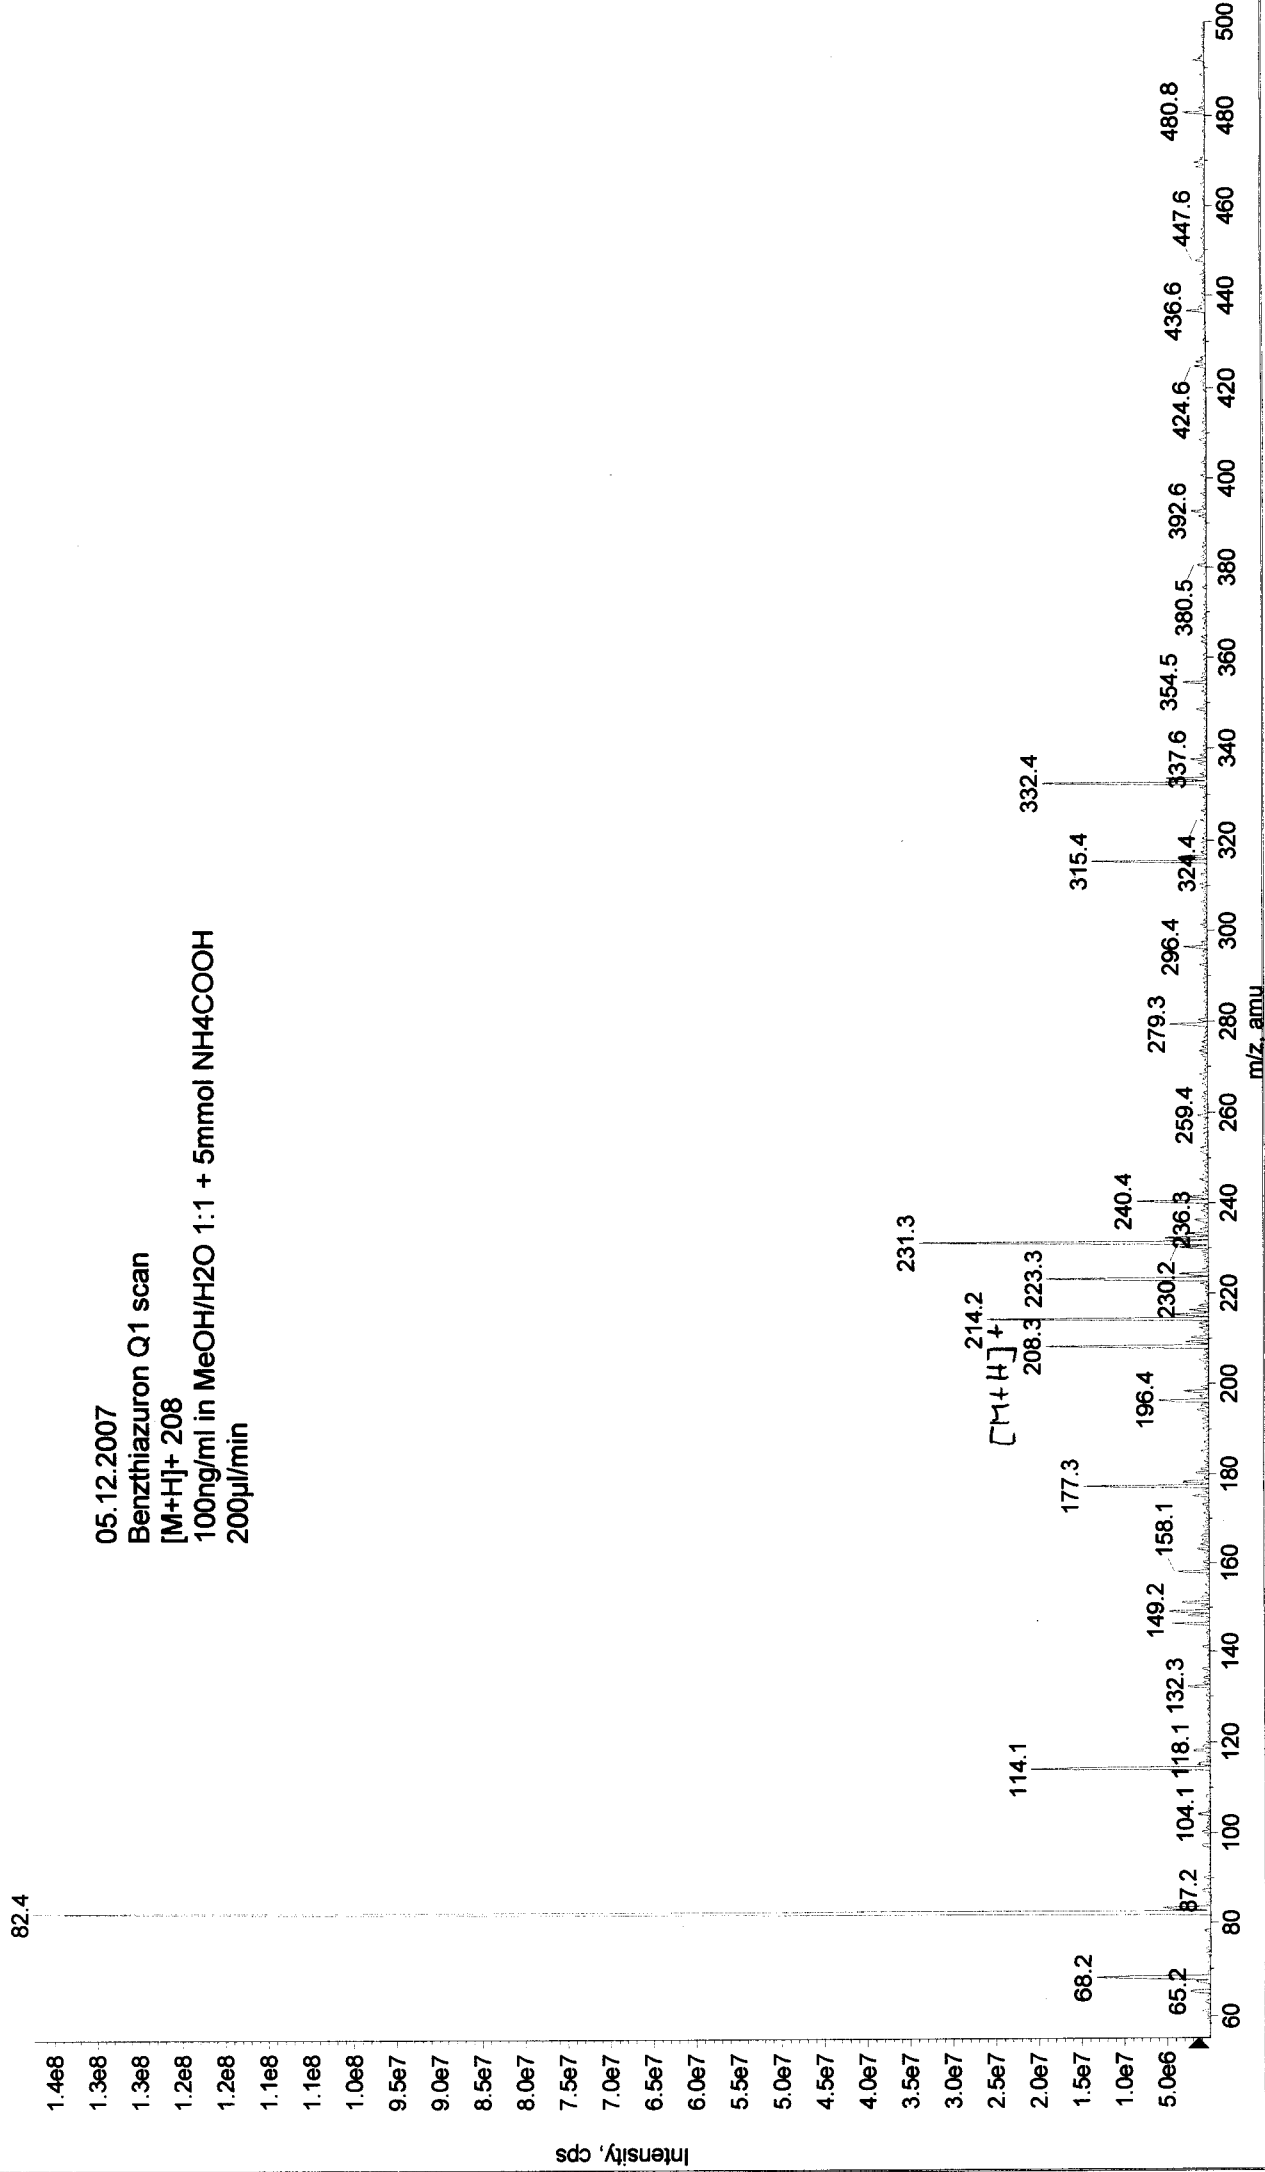 05.12.2007
Benzthiazuron Q1 scan
[M+H]+ 208
100ng/ml in MeOH/H2O 1:1 + 5mmol NH4COOH
200µl/min
Intensity, cps
1.4e8
1.3e8
1.3e8
1.2e8
1.2e8
1.1e8
1.1e8
1.0e8
9.5e7
9.0e7
8.5e7
8.0e7
7.5e7
7.0e7
6.5e7
6.0e7
5.5e7
5.0e7
4.5e7
4.0e7
3.5e7
3.0e7
2.5e7
2.0e7
1.5e7
1.0e7
5.0e6
65.2
68.2
82.4
87.2
104.1
114.1
118.1
132.3
149.2
158.1
177.3
196.4
[M+H]+
208.3
214.2
223.3
230.2
231.3
236.3
240.4
259.4
279.3
296.4
315.4
324.4
332.4
337.6
354.5
380.5
392.6
424.6
436.6
447.6
480.8
60 80 100 120 140 160 180 200 220 240 260 280 300 320 340 360 380 400 420 440 460 480 500
m/z, amu